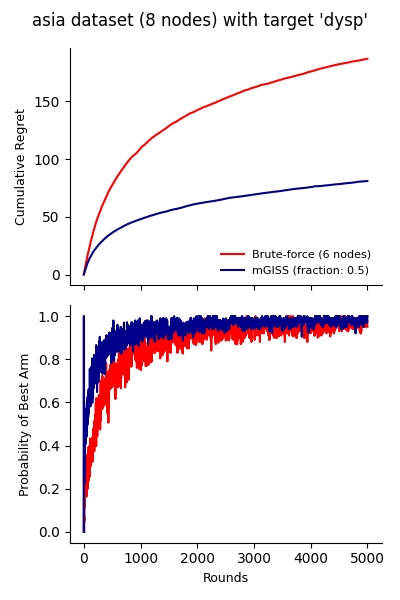 asia dataset (8 nodes) with target 'dysp'
Cumulative Regret
150
100
50
0
Brute-force (6 nodes)
mGISS (fraction: 0.5)
Probability of Best Arm
1.0
0.8
0.6
0.4
0.2
0.0
0 1000 2000 3000 4000 5000
Rounds